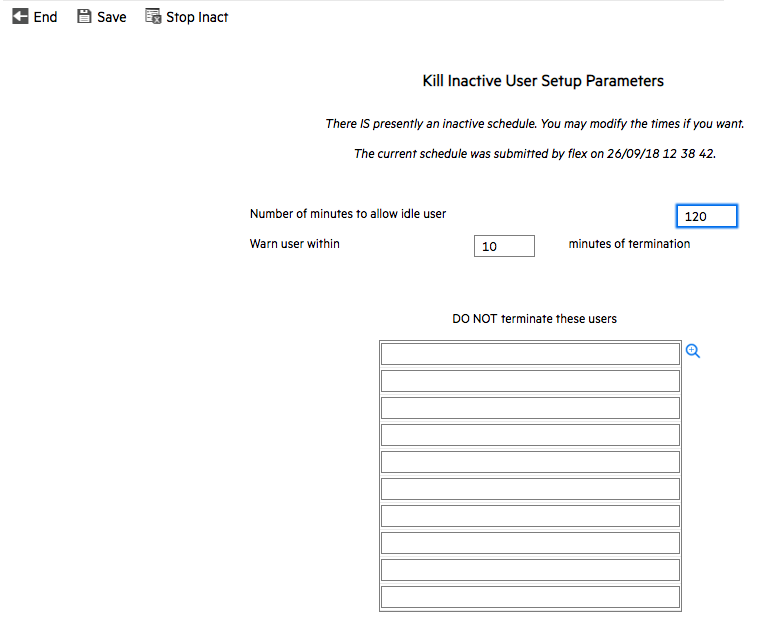 End Save Stop Inact
Kill Inactive User Setup Parameters
There IS presently an inactive schedule. You may modify the times if you want.
The current schedule was submitted by flex on 26/09/18 12 38 42.
Number of minutes to allow idle user 120
Warn user within 10 minutes of termination
DO NOT terminate these users